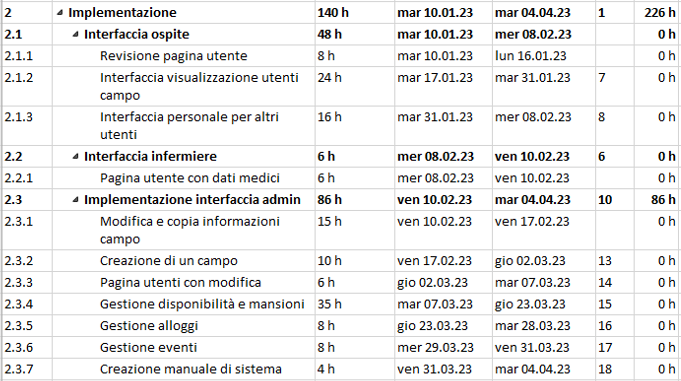 2 Implementazione 140 h mar 10.01.23 mar 04.04.23 1 226 h
2.1 Interfaccia ospite 48 h mar 10.01.23 mer 08.02.23 0 h
2.1.1 Revisione pagina utente 8 h mar 10.01.23 lun 16.01.23 0 h
2.1.2 Interfaccia visualizzazione utenti 24 h mar 17.01.23 mar 31.01.23 7 0 h
campo
2.1.3 Interfaccia personale per altri 16 h mar 31.01.23 mer 08.02.23 8 0 h
utenti
2.2 Interfaccia infermiere 6 h mer 08.02.23 ven 10.02.23 6 0 h
2.2.1 Pagina utente con dati medici 6 h mer 08.02.23 ven 10.02.23 0 h
2.3 Implementazione interfaccia admin 86 h ven 10.02.23 mar 04.04.23 10 86 h
2.3.1 Modifica e copia informazioni 15 h ven 10.02.23 ven 17.02.23 0 h
campo
2.3.2 Creazione di un campo 10 h ven 17.02.23 gio 02.03.23 13 0 h
2.3.3 Pagina utenti con modifica 6 h gio 02.03.23 mar 07.03.23 14 0 h
2.3.4 Gestione disponibilità e mansioni 35 h mar 07.03.23 gio 23.03.23 15 0 h
2.3.5 Gestione alloggi 8 h gio 23.03.23 mar 28.03.23 16 0 h
2.3.6 Gestione eventi 8 h mer 29.03.23 ven 31.03.23 17 0 h
2.3.7 Creazione manuale di sistema 4 h ven 31.03.23 mar 04.04.23 18 0 h